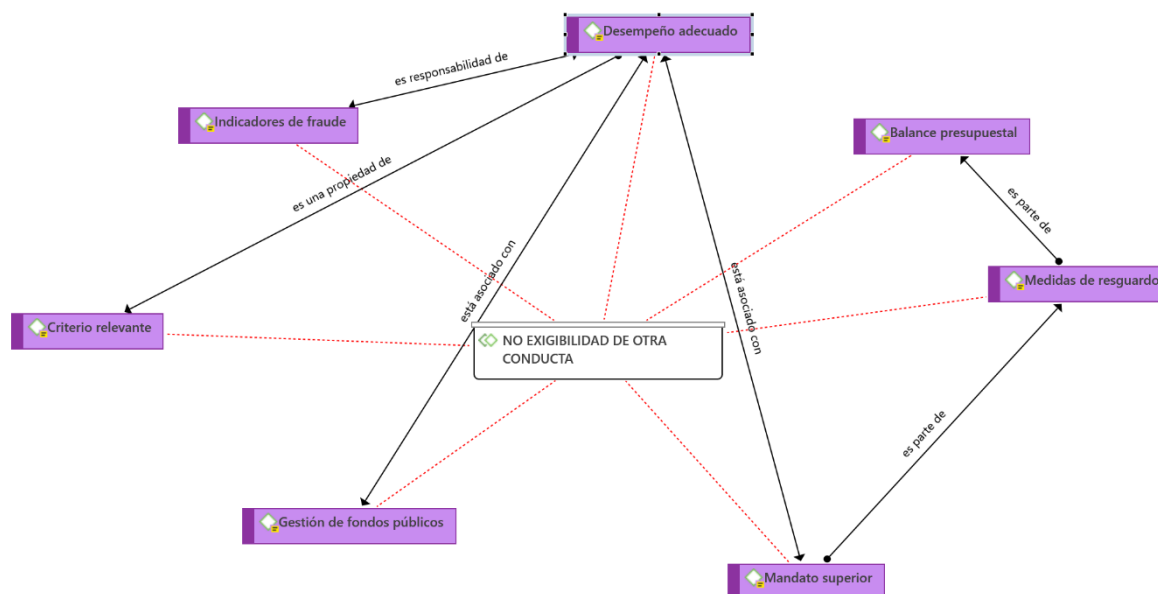 Desempeño adecuado
es responsabilidad de
Indicadores de fraude
Balance presupuestal
es una propiedad de
es parte de
está asociado con
está asociado con
Medidas de resguardo
Criterio relevante
NO EXIGIBILIDAD DE OTRA
CONDUCTA
es parte de
Gestión de fondos públicos
Mandato superior